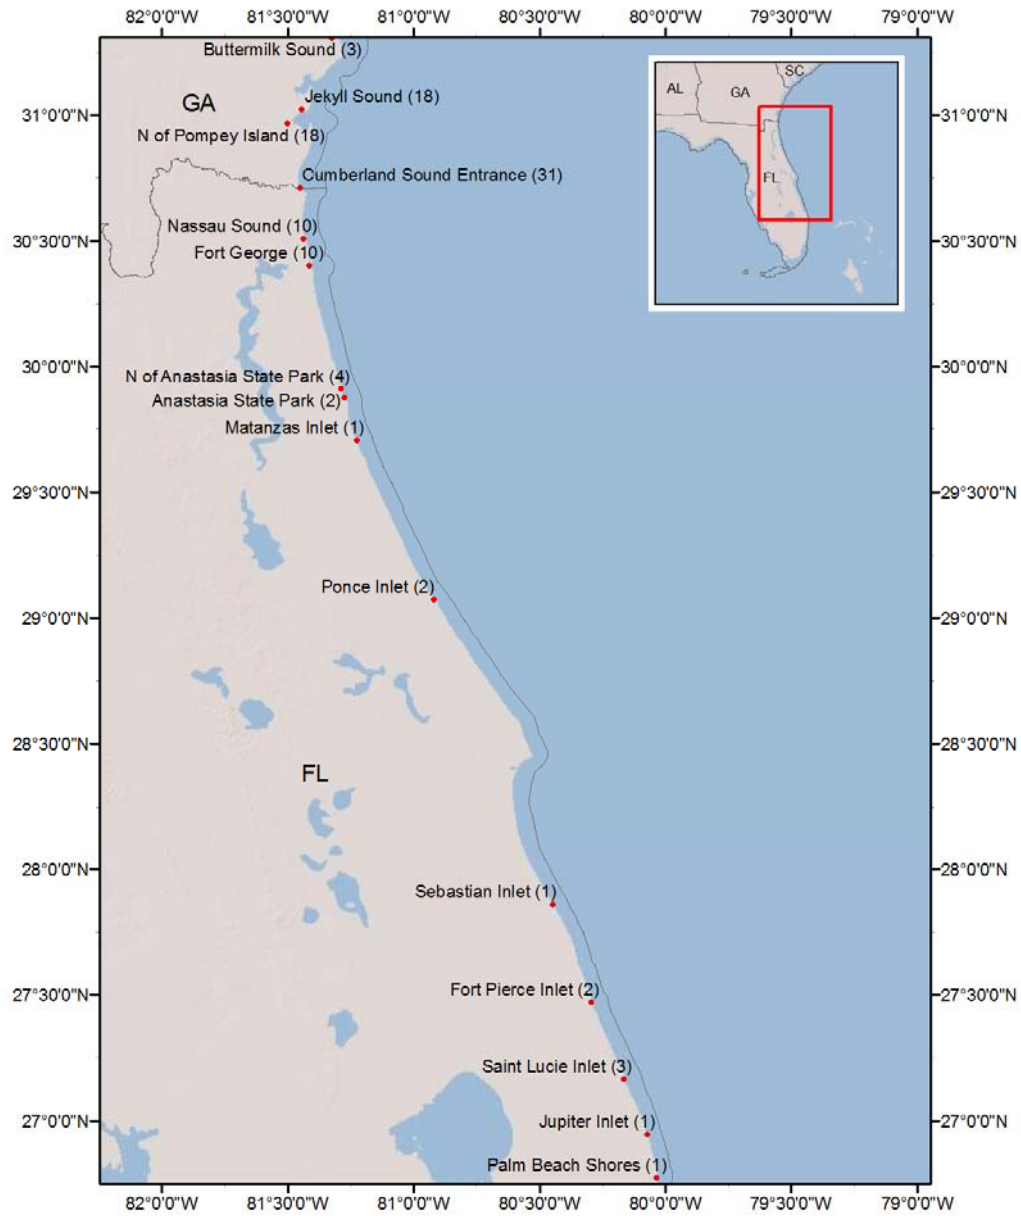 82°0'0"W 81°30'0"W 81°0'0"W 80°30'0"W 80°0'0"W 79°30'0"W 79°0'0"W
Buttermilk Sound (3)
SC
AL
GA
Jekyll Sound (18)
GA
31°0'0"N
31°0'0"N
N of Pompey Island (18)
Cumberland Sound Entrance (31)
FL
Nassau Sound (10)
30°30'0"N
30°30'0"N
Fort George (10)
30°0'0"N
30°0'0"N
N of Anastasia State Park (4)
Anastasia State Park (2)
Matanzas Inlet (1)
29°30'0"N
29°30'0"N
Ponce Inlet (2)
29°0'0"N
29°0'0"N
28°30'0"N
28°30'0"N
FL
28°0'0"N
28°0'0"N
Sebastian Inlet (1)
27°30'0"N
27°30'0"N
Fort Pierce Inlet (2)
Saint Lucie Inlet (3)
27°0'0"N
27°0'0"N
Jupiter Inlet (1)
Palm Beach Shores (1)
82°0'0"W 81°30'0"W 81°0'0"W 80°30'0"W 80°0'0"W 79°30'0"W 79°0'0"W